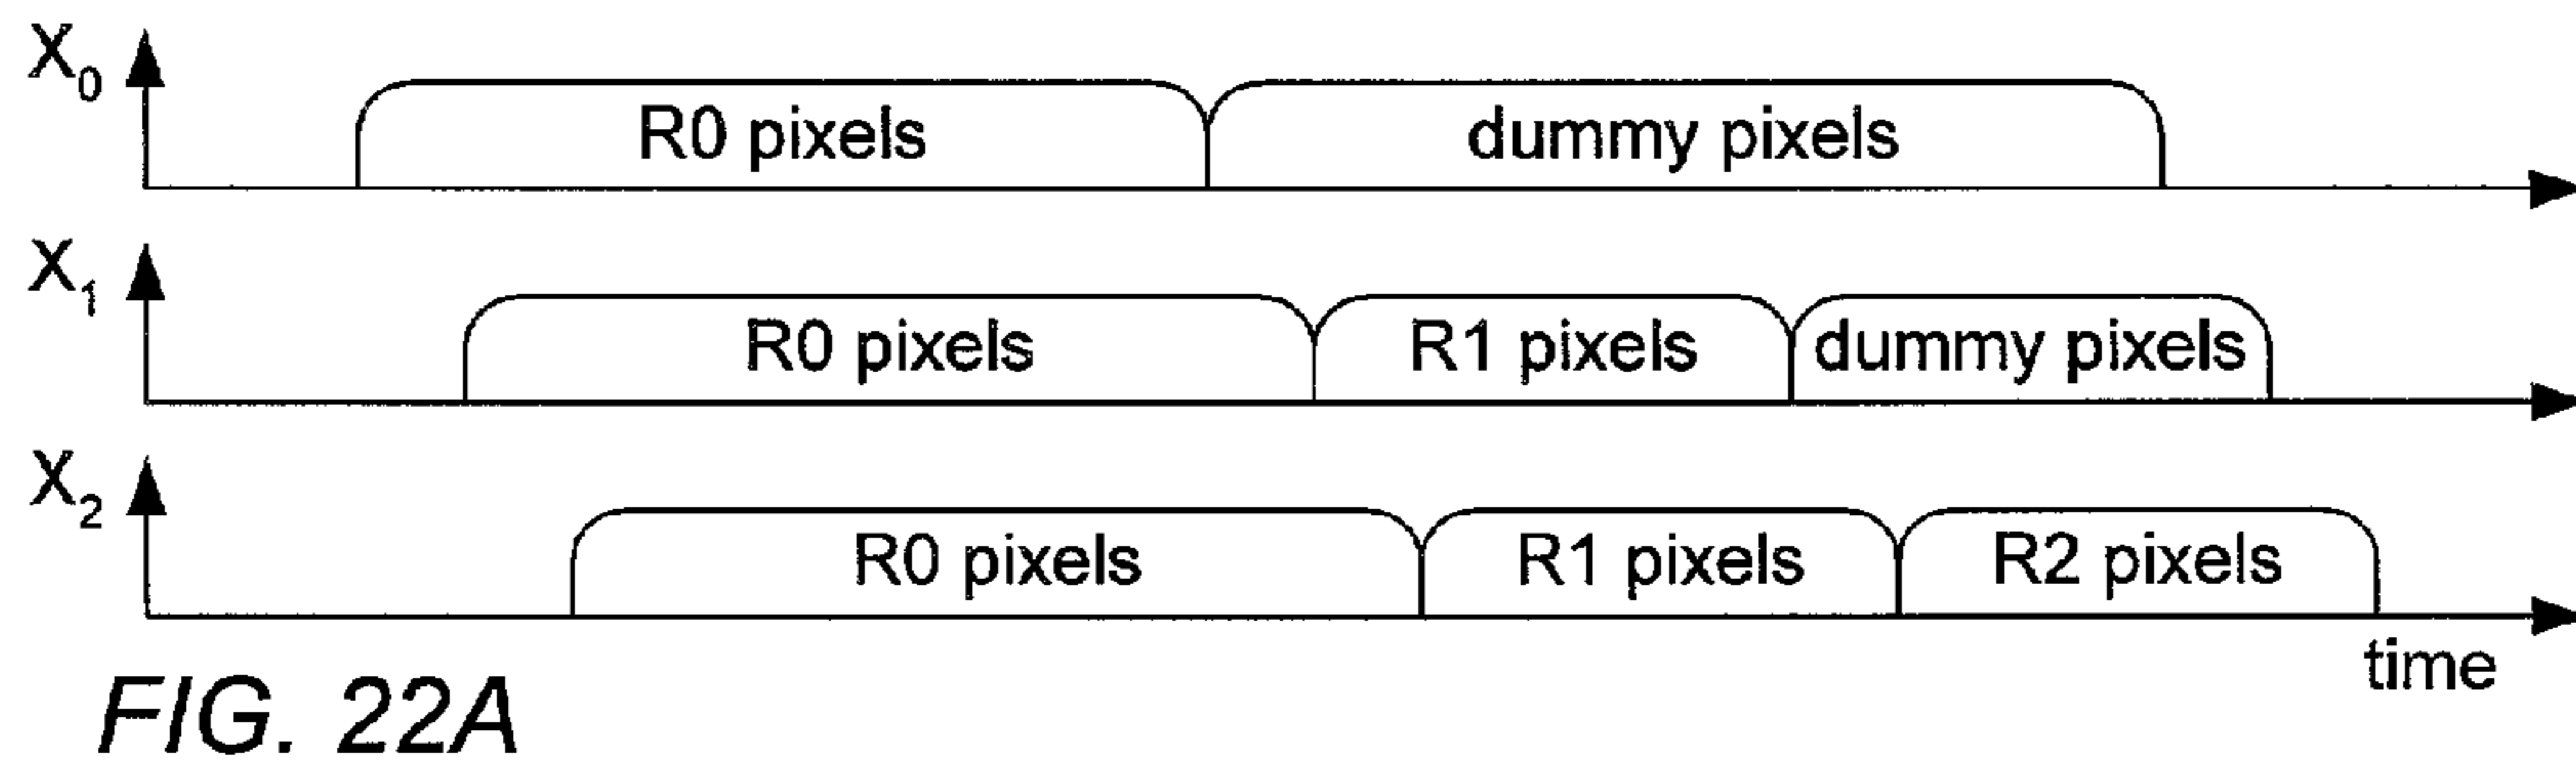 X0 R0 pixels dummy pixels
X1 R0 pixels R1 pixels dummy pixels
X2 R0 pixels R1 pixels R2 pixels
time
FIG. 22A